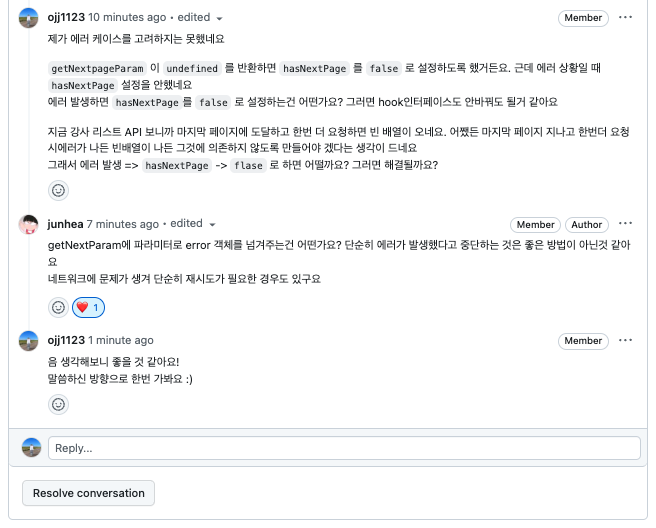 ojj1123 10 minutes ago • edited
Member
제가 에러 케이스를 고려하지는 못했네요
getNextpageParam 이 undefined 를 반환하면 hasNextPage 를 false 로 설정하도록 했거든요. 근데 에러 상황일 때
hasNextPage 설정을 안했네요
에러 발생하면 hasNextPage 를 false 로 설정하는건 어떤가요? 그러면 hook인터페이스도 안바꿔도 될거 같아요
지금 강사 리스트 API 보니까 마지막 페이지에 도달하고 한번 더 요청하면 빈 배열이 오네요. 어쨌든 마지막 페이지 지나고 한번더 요청
시에러가 나든 빈배열이 나든 그것에 의존하지 않도록 만들어야 겠다는 생각이 드네요
그래서 에러 발생 => hasNextPage -> flase 로 하면 어떨까요? 그러면 해결될까요?
junhea 7 minutes ago • edited
Member
Author
getNextParam에 파라미터로 error 객체를 넘겨주는건 어떤가요? 단순히 에러가 발생했다고 중단하는 것은 좋은 방법이 아닌것 같아
요
네트워크에 문제가 생겨 단순히 재시도가 필요한 경우도 있구요
1
ojj1123 1 minute ago
Member
음 생각해보니 좋을 것 같아요!
말씀하신 방향으로 한번 가봐요 :)
Reply...
Resolve conversation